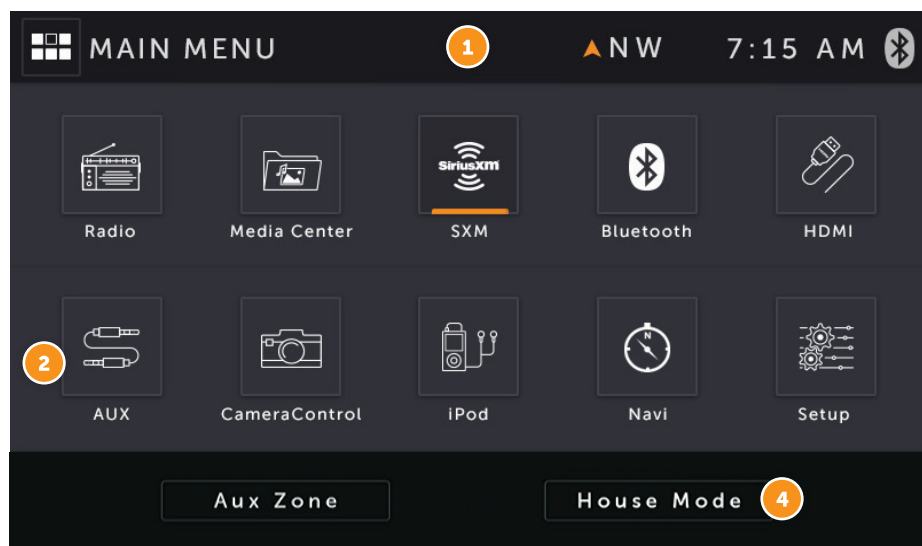 MAIN MENU 1 NW 7:15 AM
SiriusXM
Radio Media Center SXM Bluetooth HDMI
N
2
AUX CameraControl iPod Navi Setup
Aux Zone House Mode 4